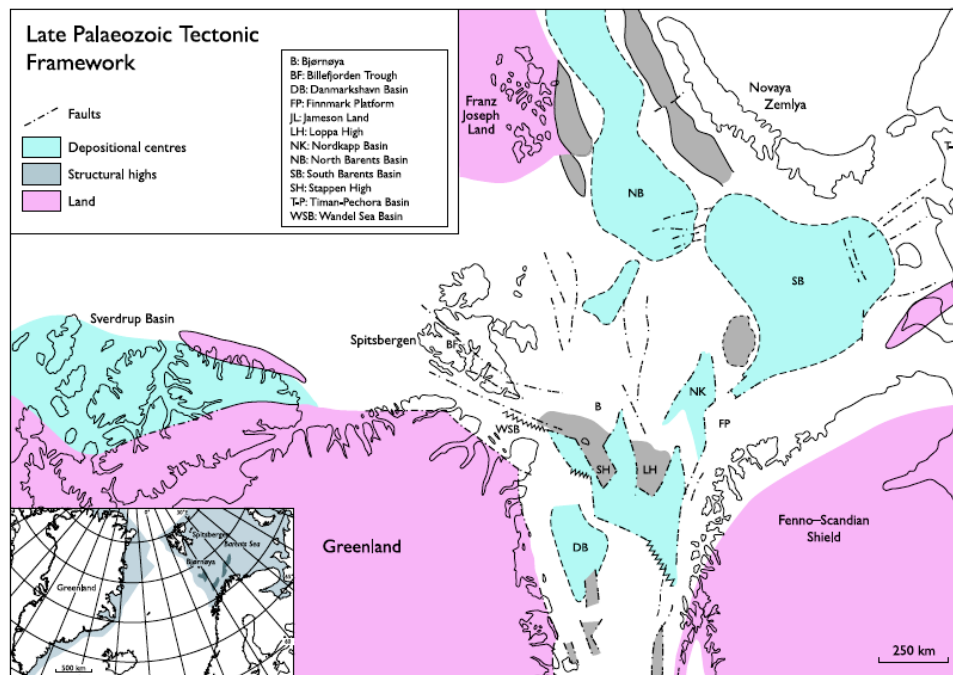 Late Palaeozoic Tectonic
Framework
Faults
Depositional centres
Structural highs
Land
B: Bjørnøya
BF: Billefjorden Trough
DB: Danmarkshavn Basin
FP: Finnmark Platform
JL: Jameson Land
LH: Loppa High
NK: Nordkapp Basin
NB: North Barents Basin
SB: South Barents Basin
SH: Stappen High
T-P: Timan-Pechora Basin
WSB: Wandel Sea Basin
Franz
Joseph
Land
Novaya
Zemlya
T-
NB
SB
Sverdrup Basin
Spitsbergen
BF
NK
B
WSB
FP
SH
LH
Greenland
DB
Fenno–Scandian
Shield
250 km
0°
Spitsbergen
Barents Sea
Bjørnøya
Greenland
500 km